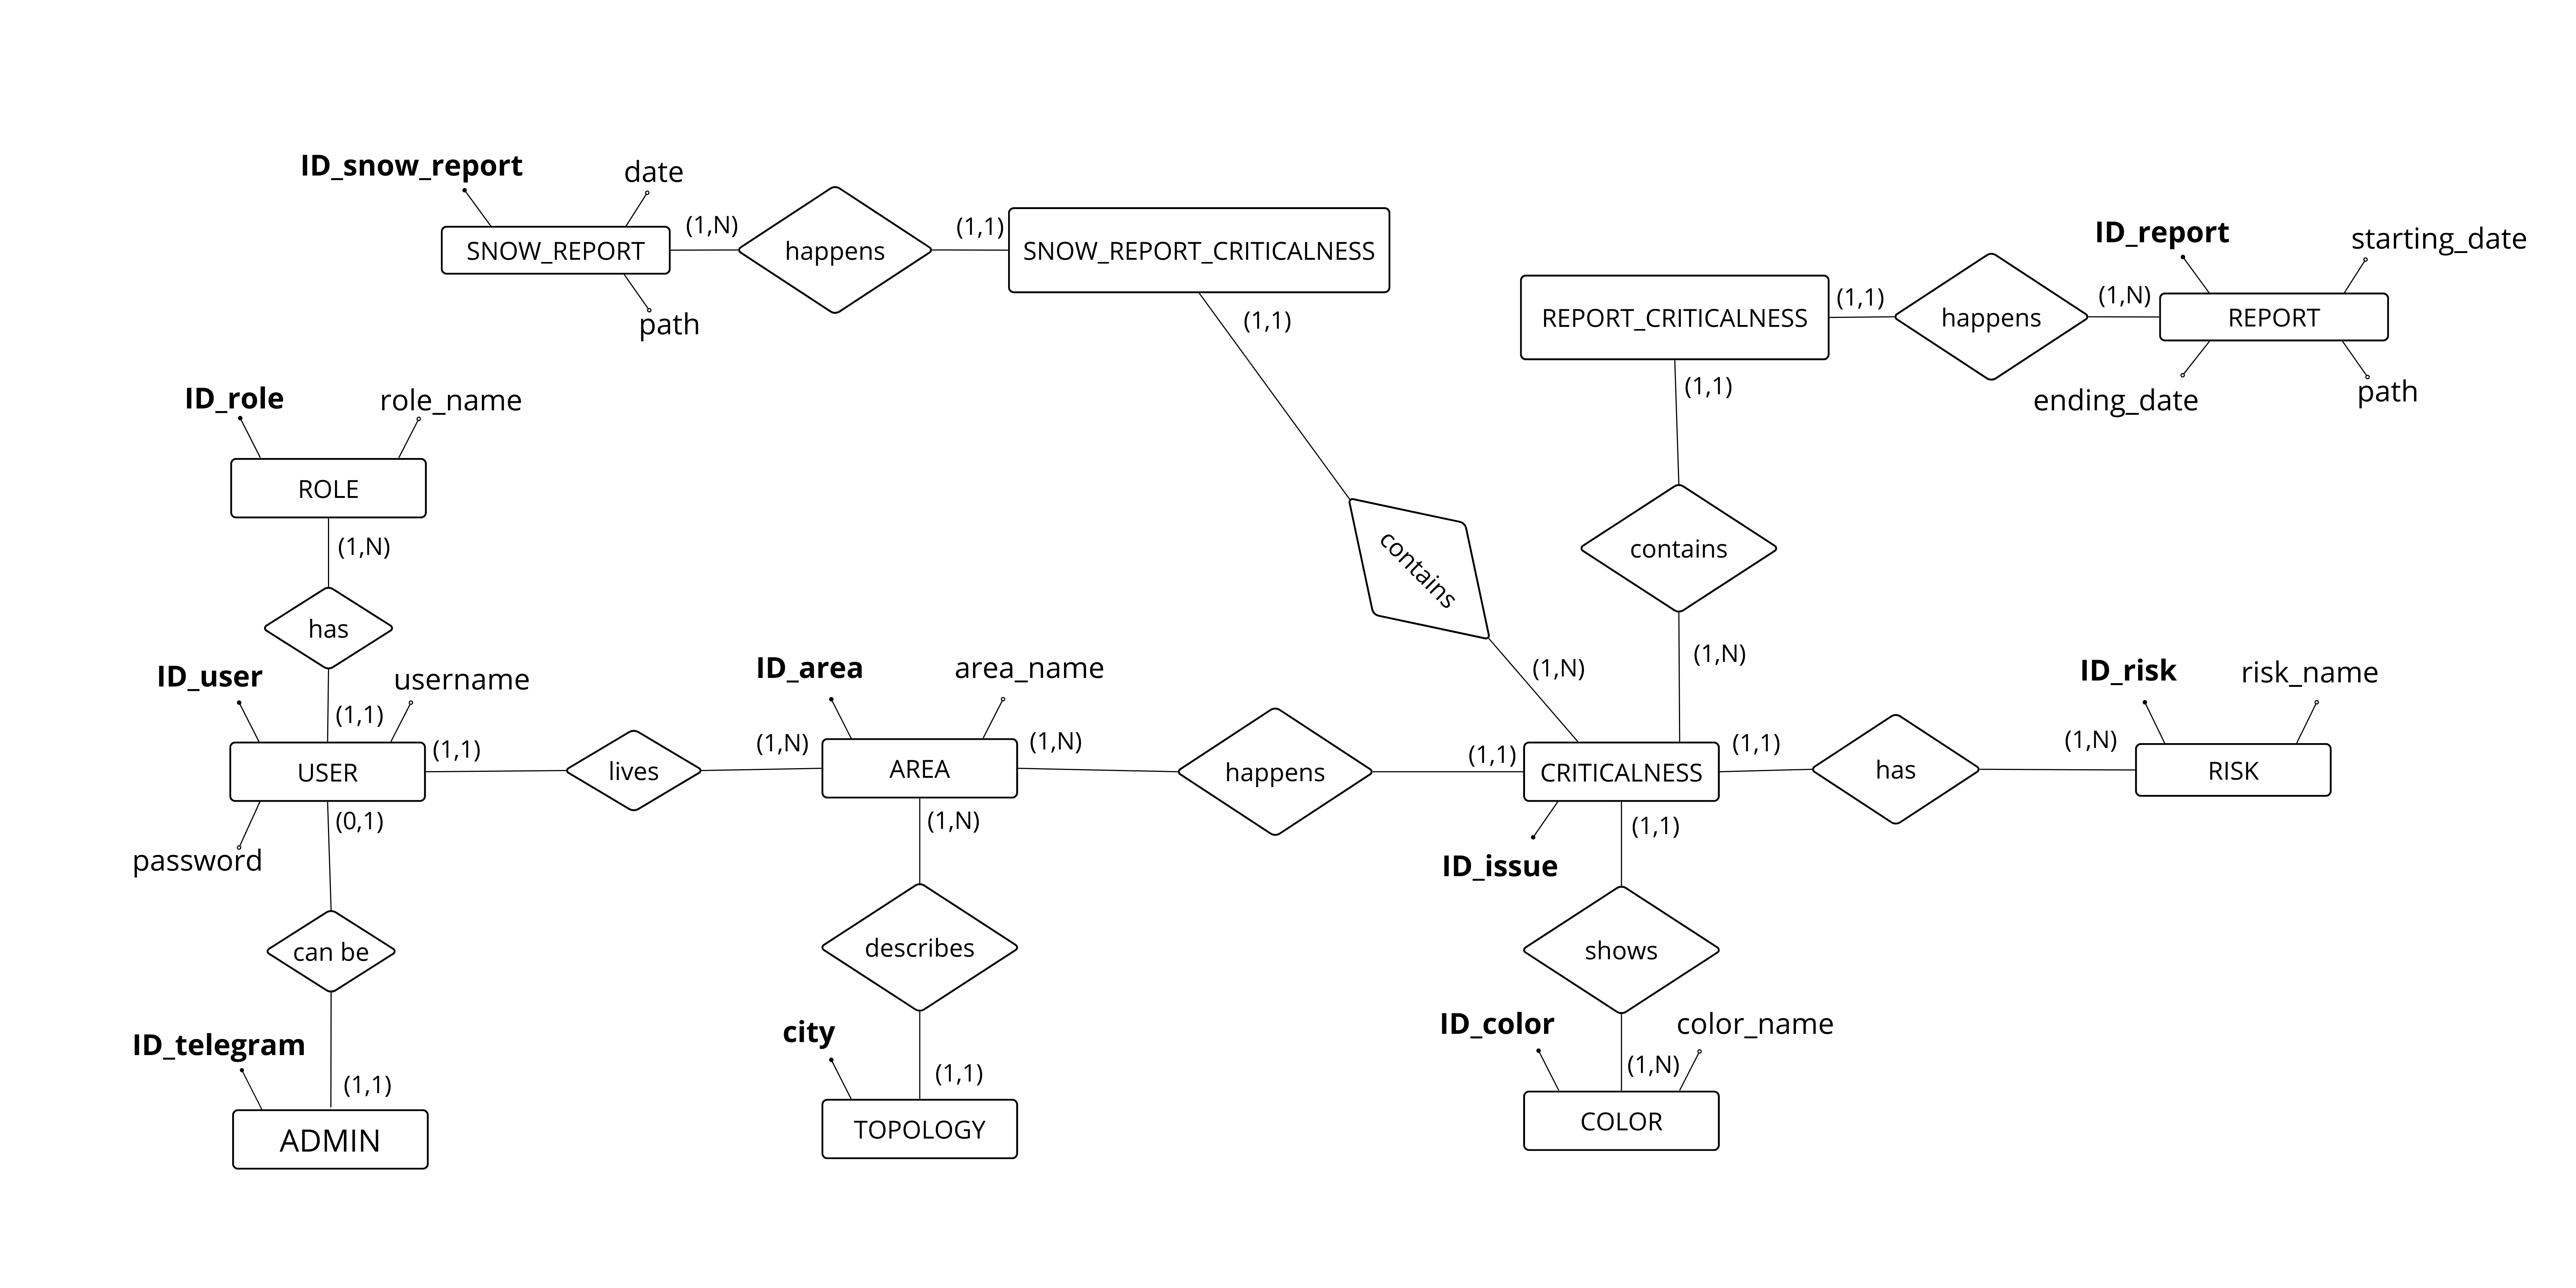 ID_snow_report
date
(1,N)
happens
(1,1)
SNOW_REPORT
SNOW_REPORT_CRITICALNESS
path
(1,1)
ID_report
starting_date
REPORT_CRITICALNESS
(1,1)
happens
(1,N)
REPORT
(1,1)
ending_date
path
ID_role
role_name
ROLE
(1,N)
has
contains
contains
ID_user
username
(1,1)
(1,1)
USER
lives
(1,N)
ID_area
area_name
AREA
(1,N)
happens
(1,1)
(1,N)
(1,N)
CRITICALNESS
(1,1)
has
(1,N)
ID_risk
risk_name
RISK
(0,1)
password
(1,N)
(1,1)
ID_issue
can be
describes
shows
ID_telegram
(1,1)
ADMIN
city
(1,1)
TOPOLOGY
ID_color
color_name
(1,N)
COLOR